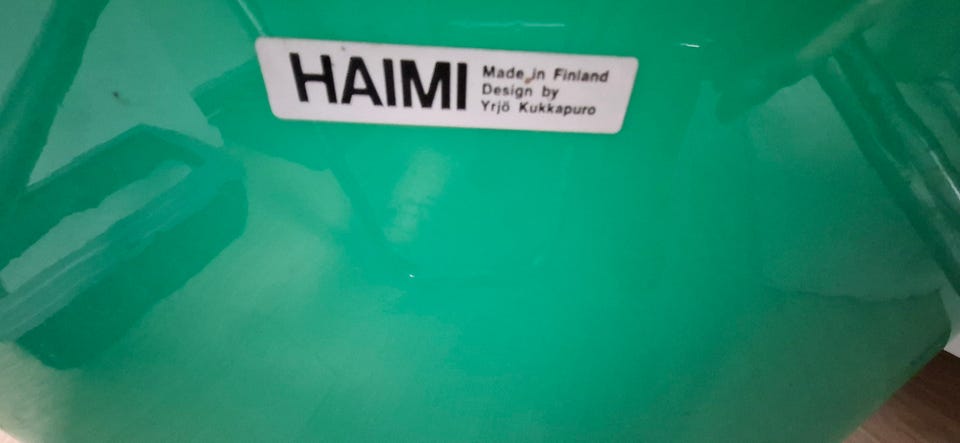 HAIMI
Made in Finland
Design by
Yrjö Kukkapuro